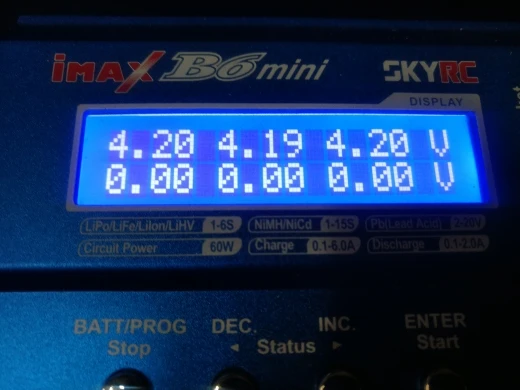 iMAX B6 mini SKYRC
DISPLAY
4.20 4.19 4.20 V
0.00 0.00 0.00 V
LiPo/LiFe/LiIon/LiHV 1-6S NiMH/NiCd 1-15S Pb(Lead Acid) 2-20V
Circuit Power 60W Charge 0.1-6.0A Discharge 0.1-2.0A
BATT/PROG DEC. INC. ENTER
Stop ◄ Status ► Start